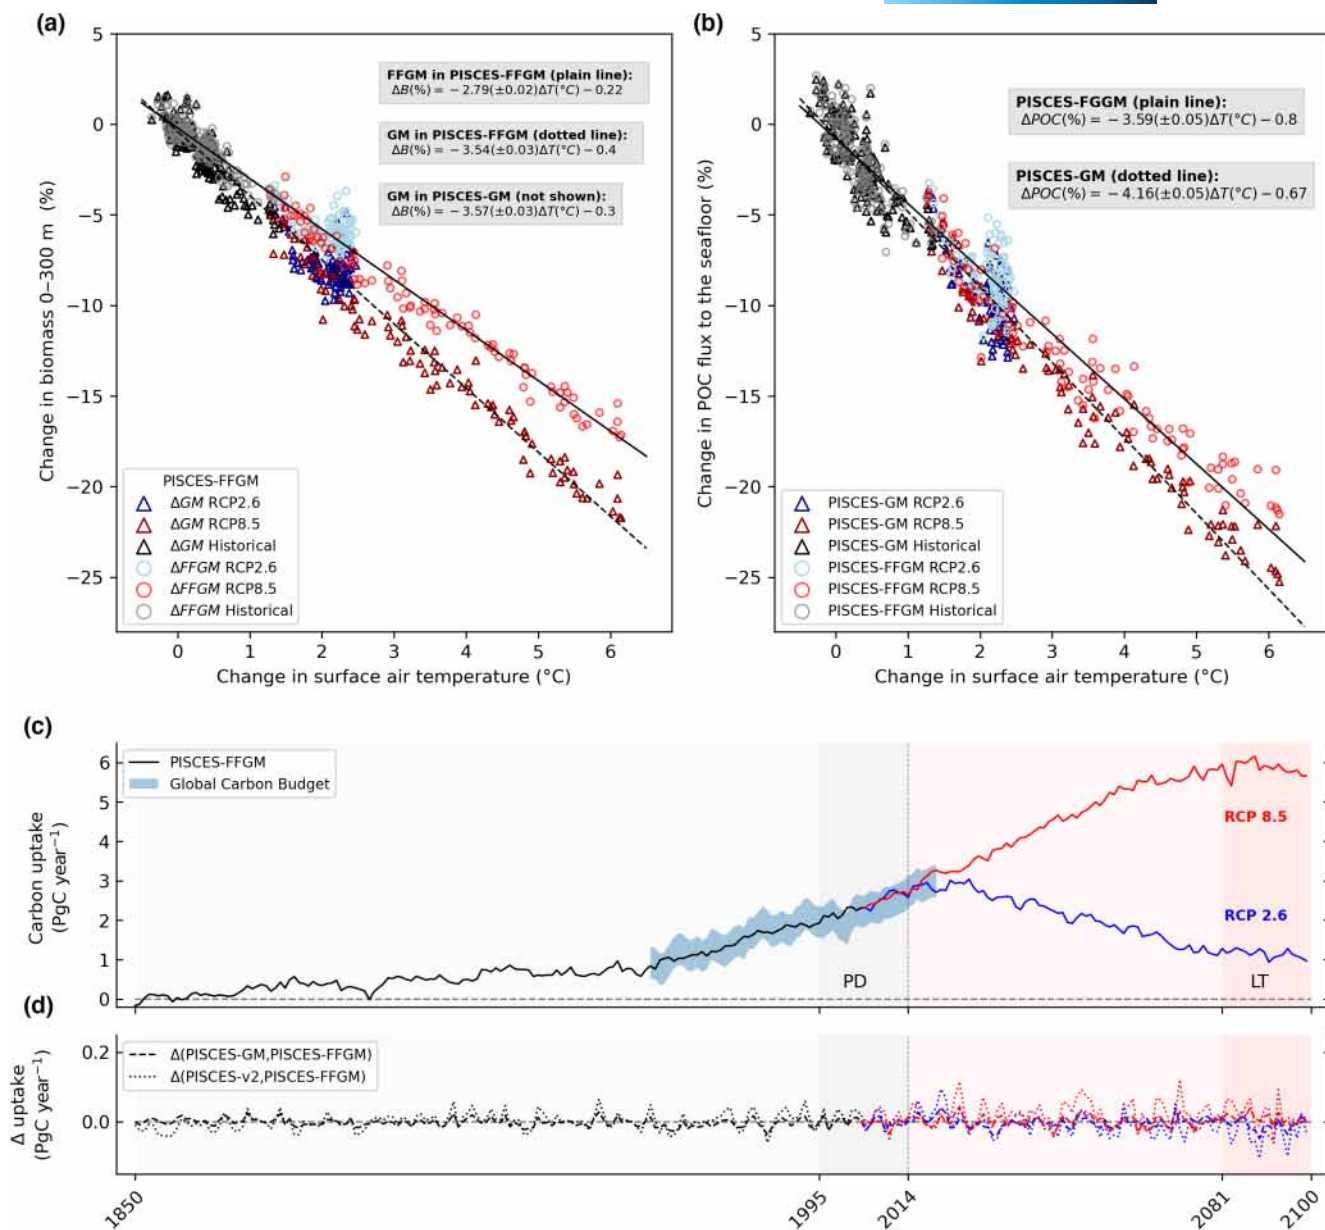 (a)
5
0
−5
−10
−15
−20
−25
Change in biomass 0−300 m (%)
FFGM in PISCES-FFGM (plain line):
ΔB(%) = −2.79(±0.02)ΔT(°C) − 0.22
GM in PISCES-FFGM (dotted line):
ΔB(%) = −3.54(±0.03)ΔT(°C) − 0.4
GM in PISCES-GM (not shown):
ΔB(%) = −3.57(±0.03)ΔT(°C) − 0.3
PISCES-FFGM
ΔGM RCP2.6
ΔGM RCP8.5
ΔGM Historical
ΔFFGM RCP2.6
ΔFFGM RCP8.5
ΔFFGM Historical
0 1 2 3 4 5 6
Change in surface air temperature (°C)
(b)
5
0
−5
−10
−15
−20
−25
Change in POC flux to the seafloor (%)
PISCES-FGGM (plain line):
ΔPOC(%) = −3.59(±0.05)ΔT(°C) − 0.8
PISCES-GM (dotted line):
ΔPOC(%) = −4.16(±0.05)ΔT(°C) − 0.67
PISCES-GM RCP2.6
PISCES-GM RCP8.5
PISCES-GM Historical
PISCES-FFGM RCP2.6
PISCES-FFGM RCP8.5
PISCES-FFGM Historical
0 1 2 3 4 5 6
Change in surface air temperature (°C)
(c)
6
5
4
3
2
1
0
Carbon uptake
(PgC year⁻¹)
PISCES-FFGM
Global Carbon Budget
RCP 8.5
RCP 2.6
PD
LT
(d)
0.2
0.0
Δ uptake
(PgC year⁻¹)
Δ(PISCES-GM,PISCES-FFGM)
Δ(PISCES-v2,PISCES-FFGM)
1850 1995 2014 2081 2100